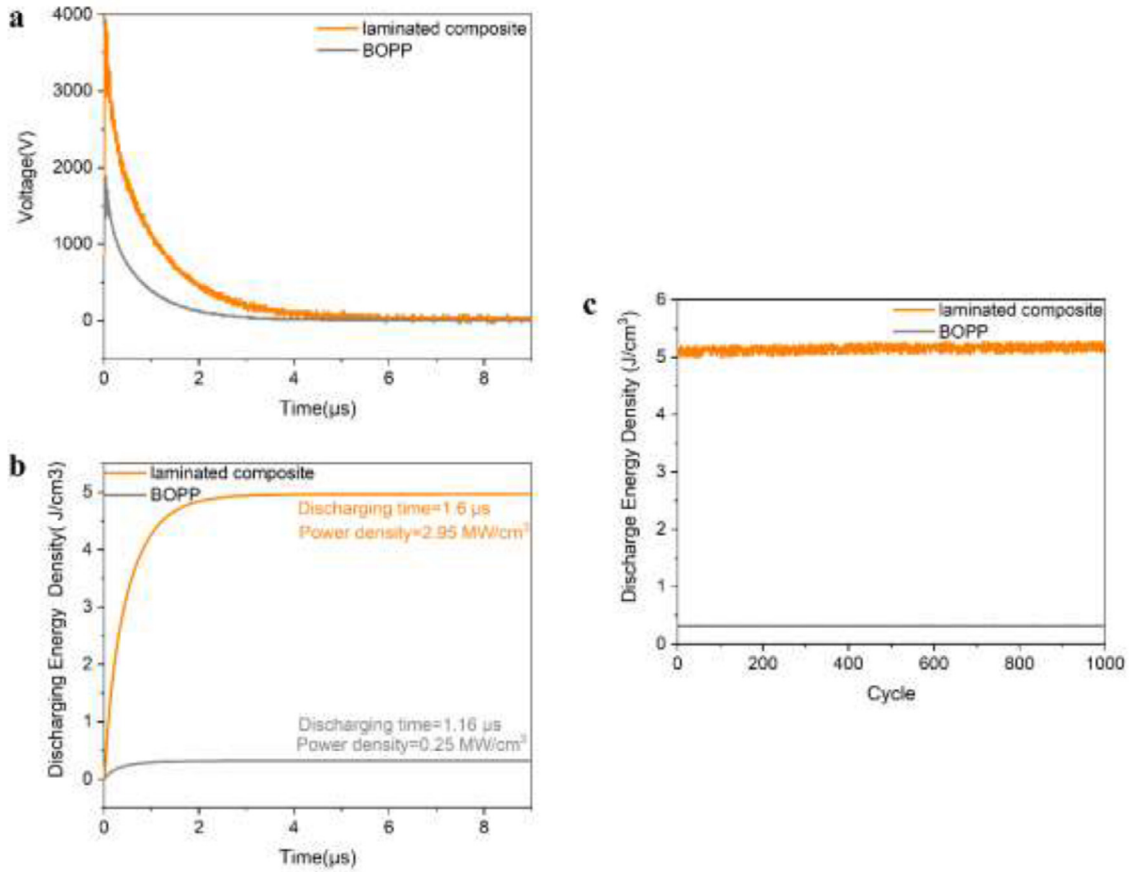 a
laminated composite
BOPP
4000
3000
2000
1000
0
Voltage(V)
0 2 4 6 8
Time(μs)
b
laminated composite
BOPP
5
4
3
2
1
0
Discharging Energy Density( J/cm3)
Discharging time=1.6 μs
Power density=2.95 MW/cm³
Discharging time=1.16 μs
Power density=0.25 MW/cm³
0 2 4 6 8
Time(μs)
c
laminated composite
BOPP
6
5
4
3
2
1
0
Discharge Energy Density (J/cm³)
0 200 400 600 800 1000
Cycle